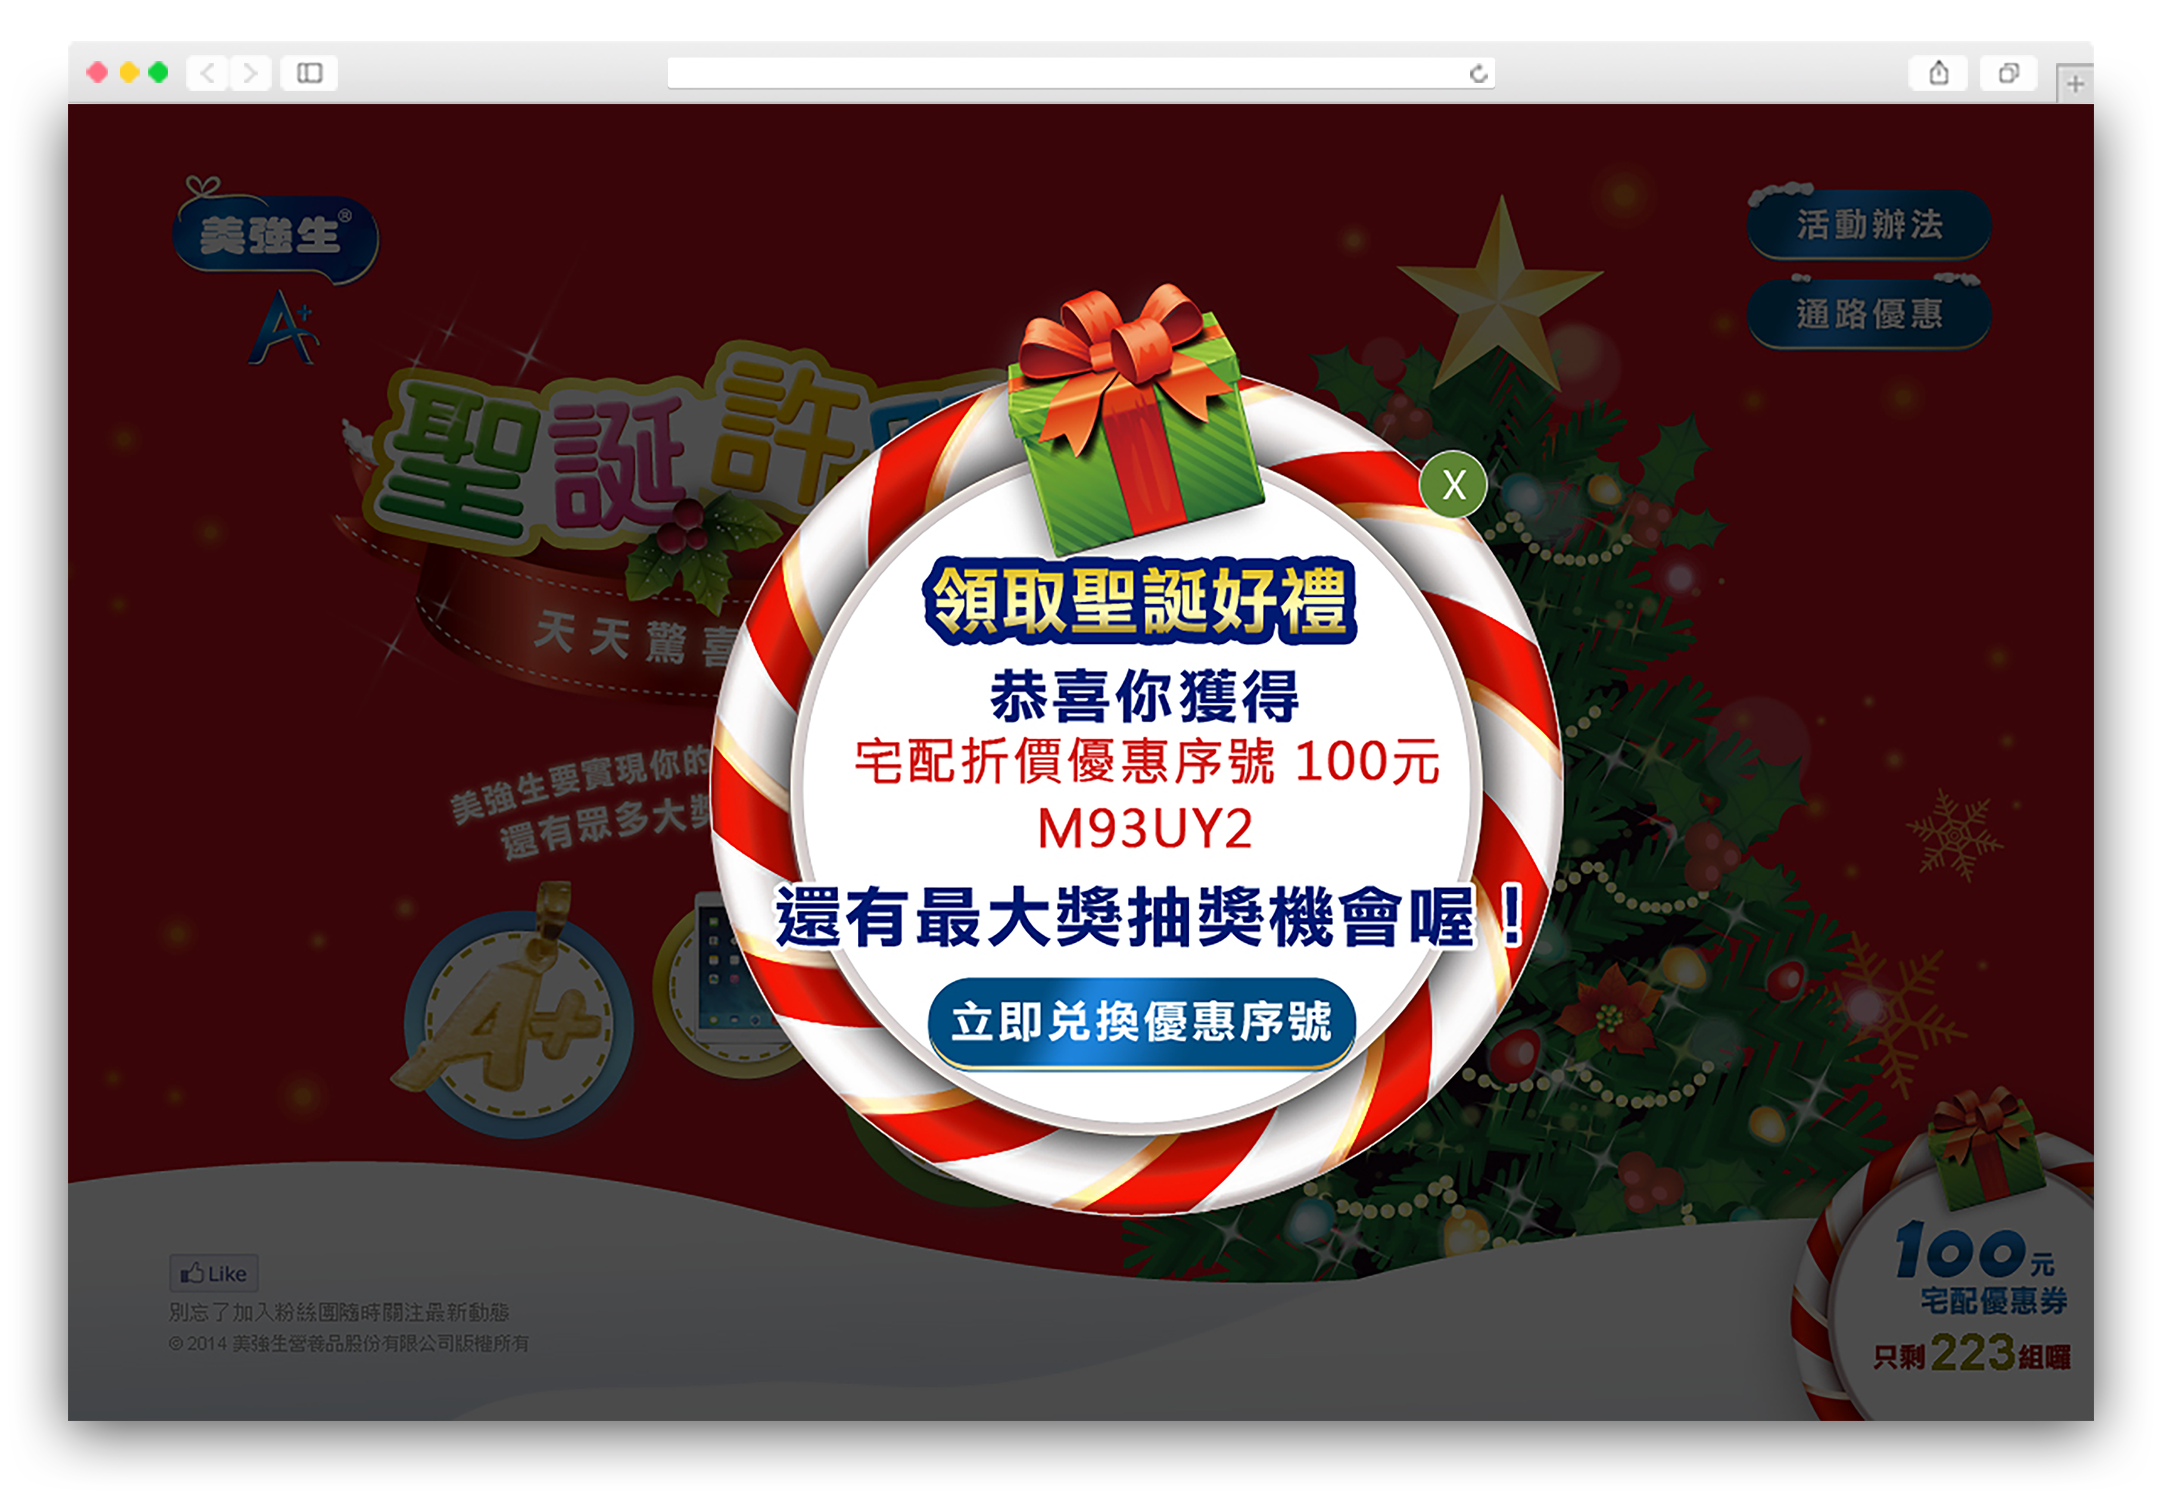 美強生®
A+
活動辦法
通路優惠
聖誕許
天天驚喜
美強生要實現你的
還有眾多大獎
A+
X
領取聖誕好禮
恭喜你獲得
宅配折價優惠序號 100元
M93UY2
還有最大獎抽獎機會喔！
立即兌換優惠序號
Like
別忘了加入粉絲團隨時關注最新動態
© 2014 美強生營養品股份有限公司版權所有
100元
宅配優惠券
只剩223組囉